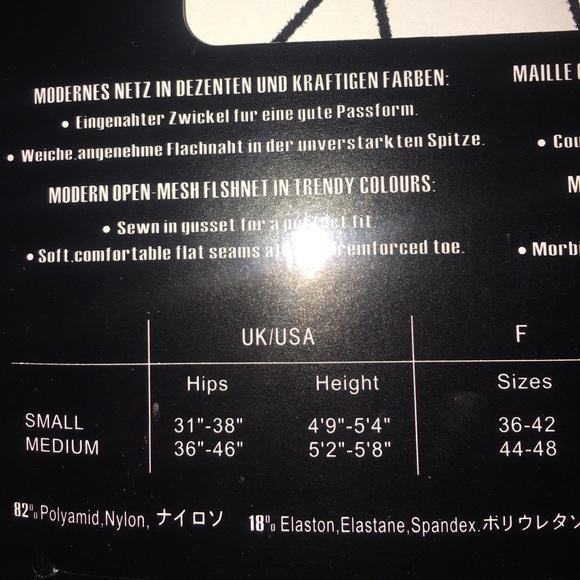 MODERNES NETZ IN DEZENTEN UND KRAFTIGEN FARBEN:
• Eingenahter Zwickel fur eine gute Passform.
• Weiche.angenehme Flachnaht in der unverstarkten Spitze.
MODERN OPEN-MESH FLSHNET IN TRENDY COLOURS:
• Sewn in gusset for a perfect fit
• Soft.comfortable flat seams reinforced toe.
MAILLE
• Cou
M
• Morbi
UK/USA F
Hips Height Sizes
SMALL 31"-38" 4'9"-5'4" 36-42
MEDIUM 36"-46" 5'2"-5'8" 44-48
82% Polyamid,Nylon, ナイロソ 18% Elaston,Elastane,Spandex.ボリウレタン